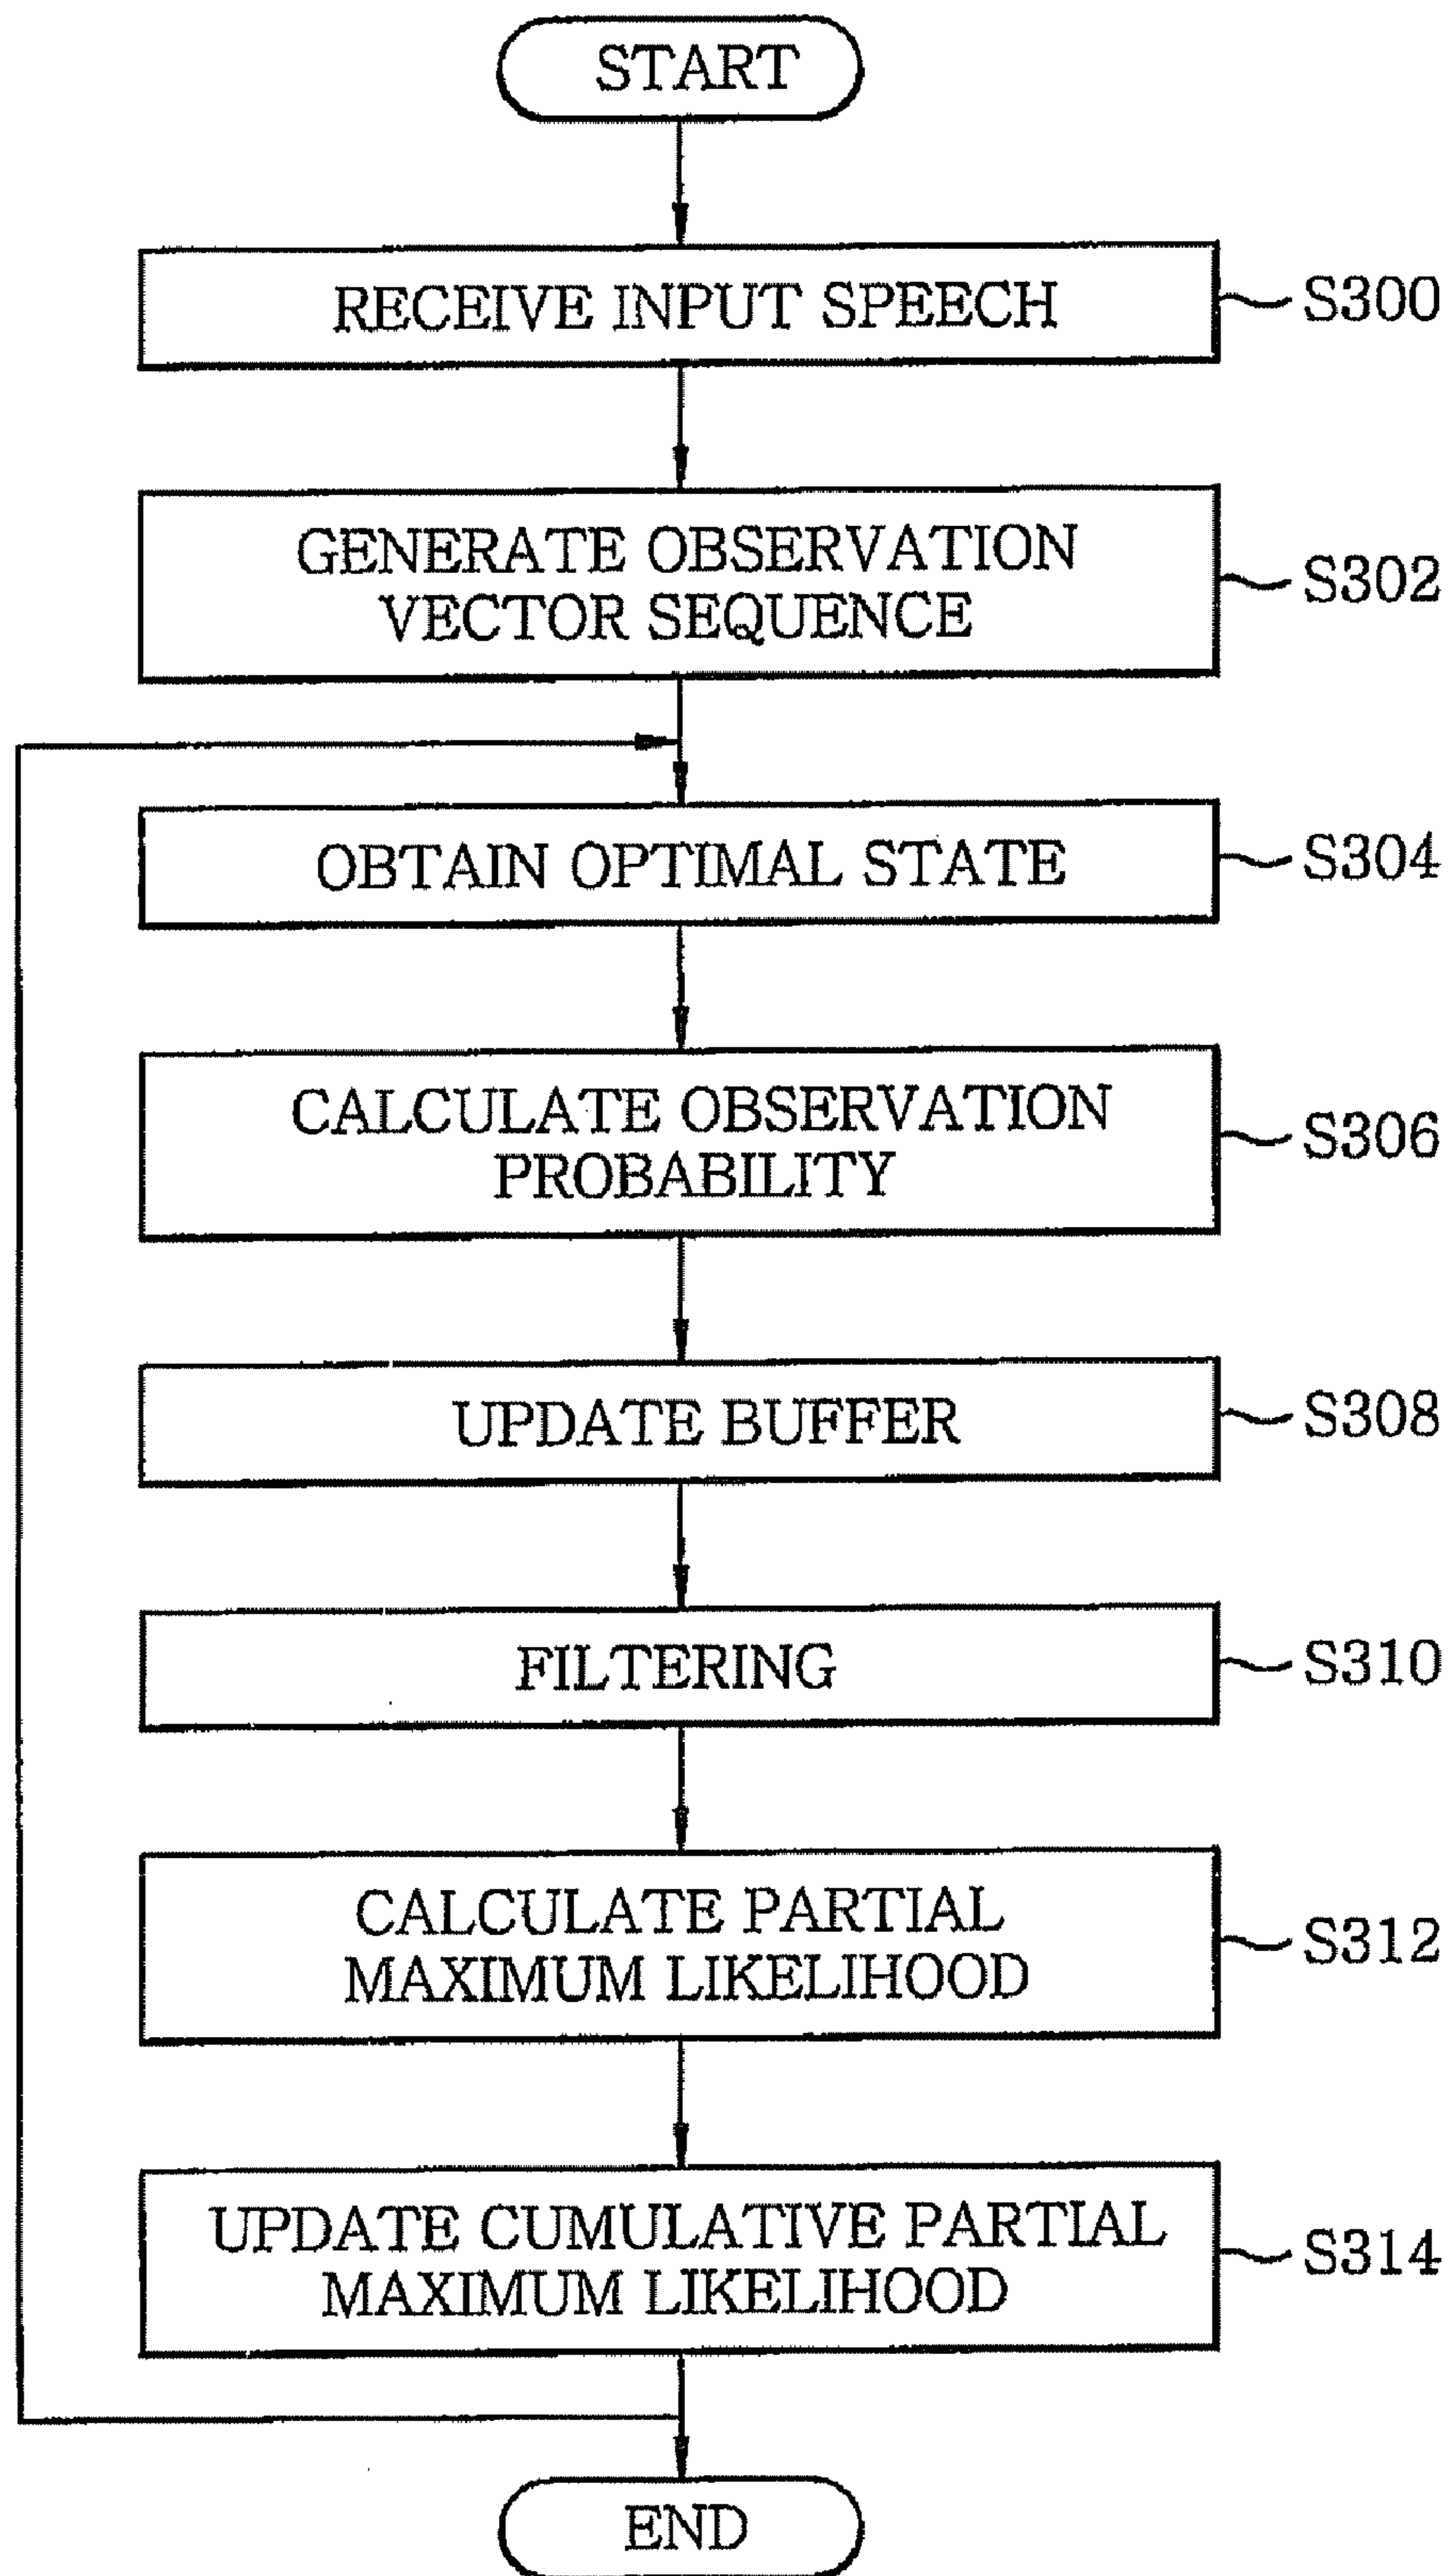 START
RECEIVE INPUT SPEECH
S300
GENERATE OBSERVATION
VECTOR SEQUENCE
S302
OBTAIN OPTIMAL STATE
S304
CALCULATE OBSERVATION
PROBABILITY
S306
UPDATE BUFFER
S308
FILTERING
S310
CALCULATE PARTIAL
MAXIMUM LIKELIHOOD
S312
UPDATE CUMULATIVE PARTIAL
MAXIMUM LIKELIHOOD
S314
END